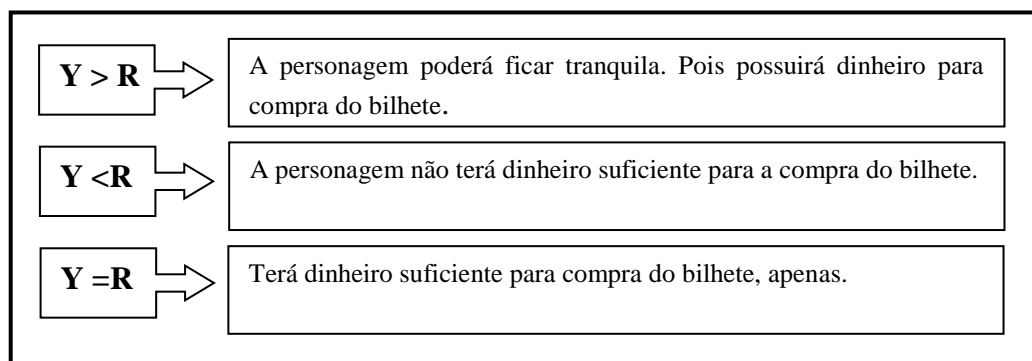 Y > R
A personagem poderá ficar tranquila. Pois possuirá dinheiro para
compra do bilhete.
Y <R
A personagem não terá dinheiro suficiente para a compra do bilhete.
Y =R
Terá dinheiro suficiente para compra do bilhete, apenas.